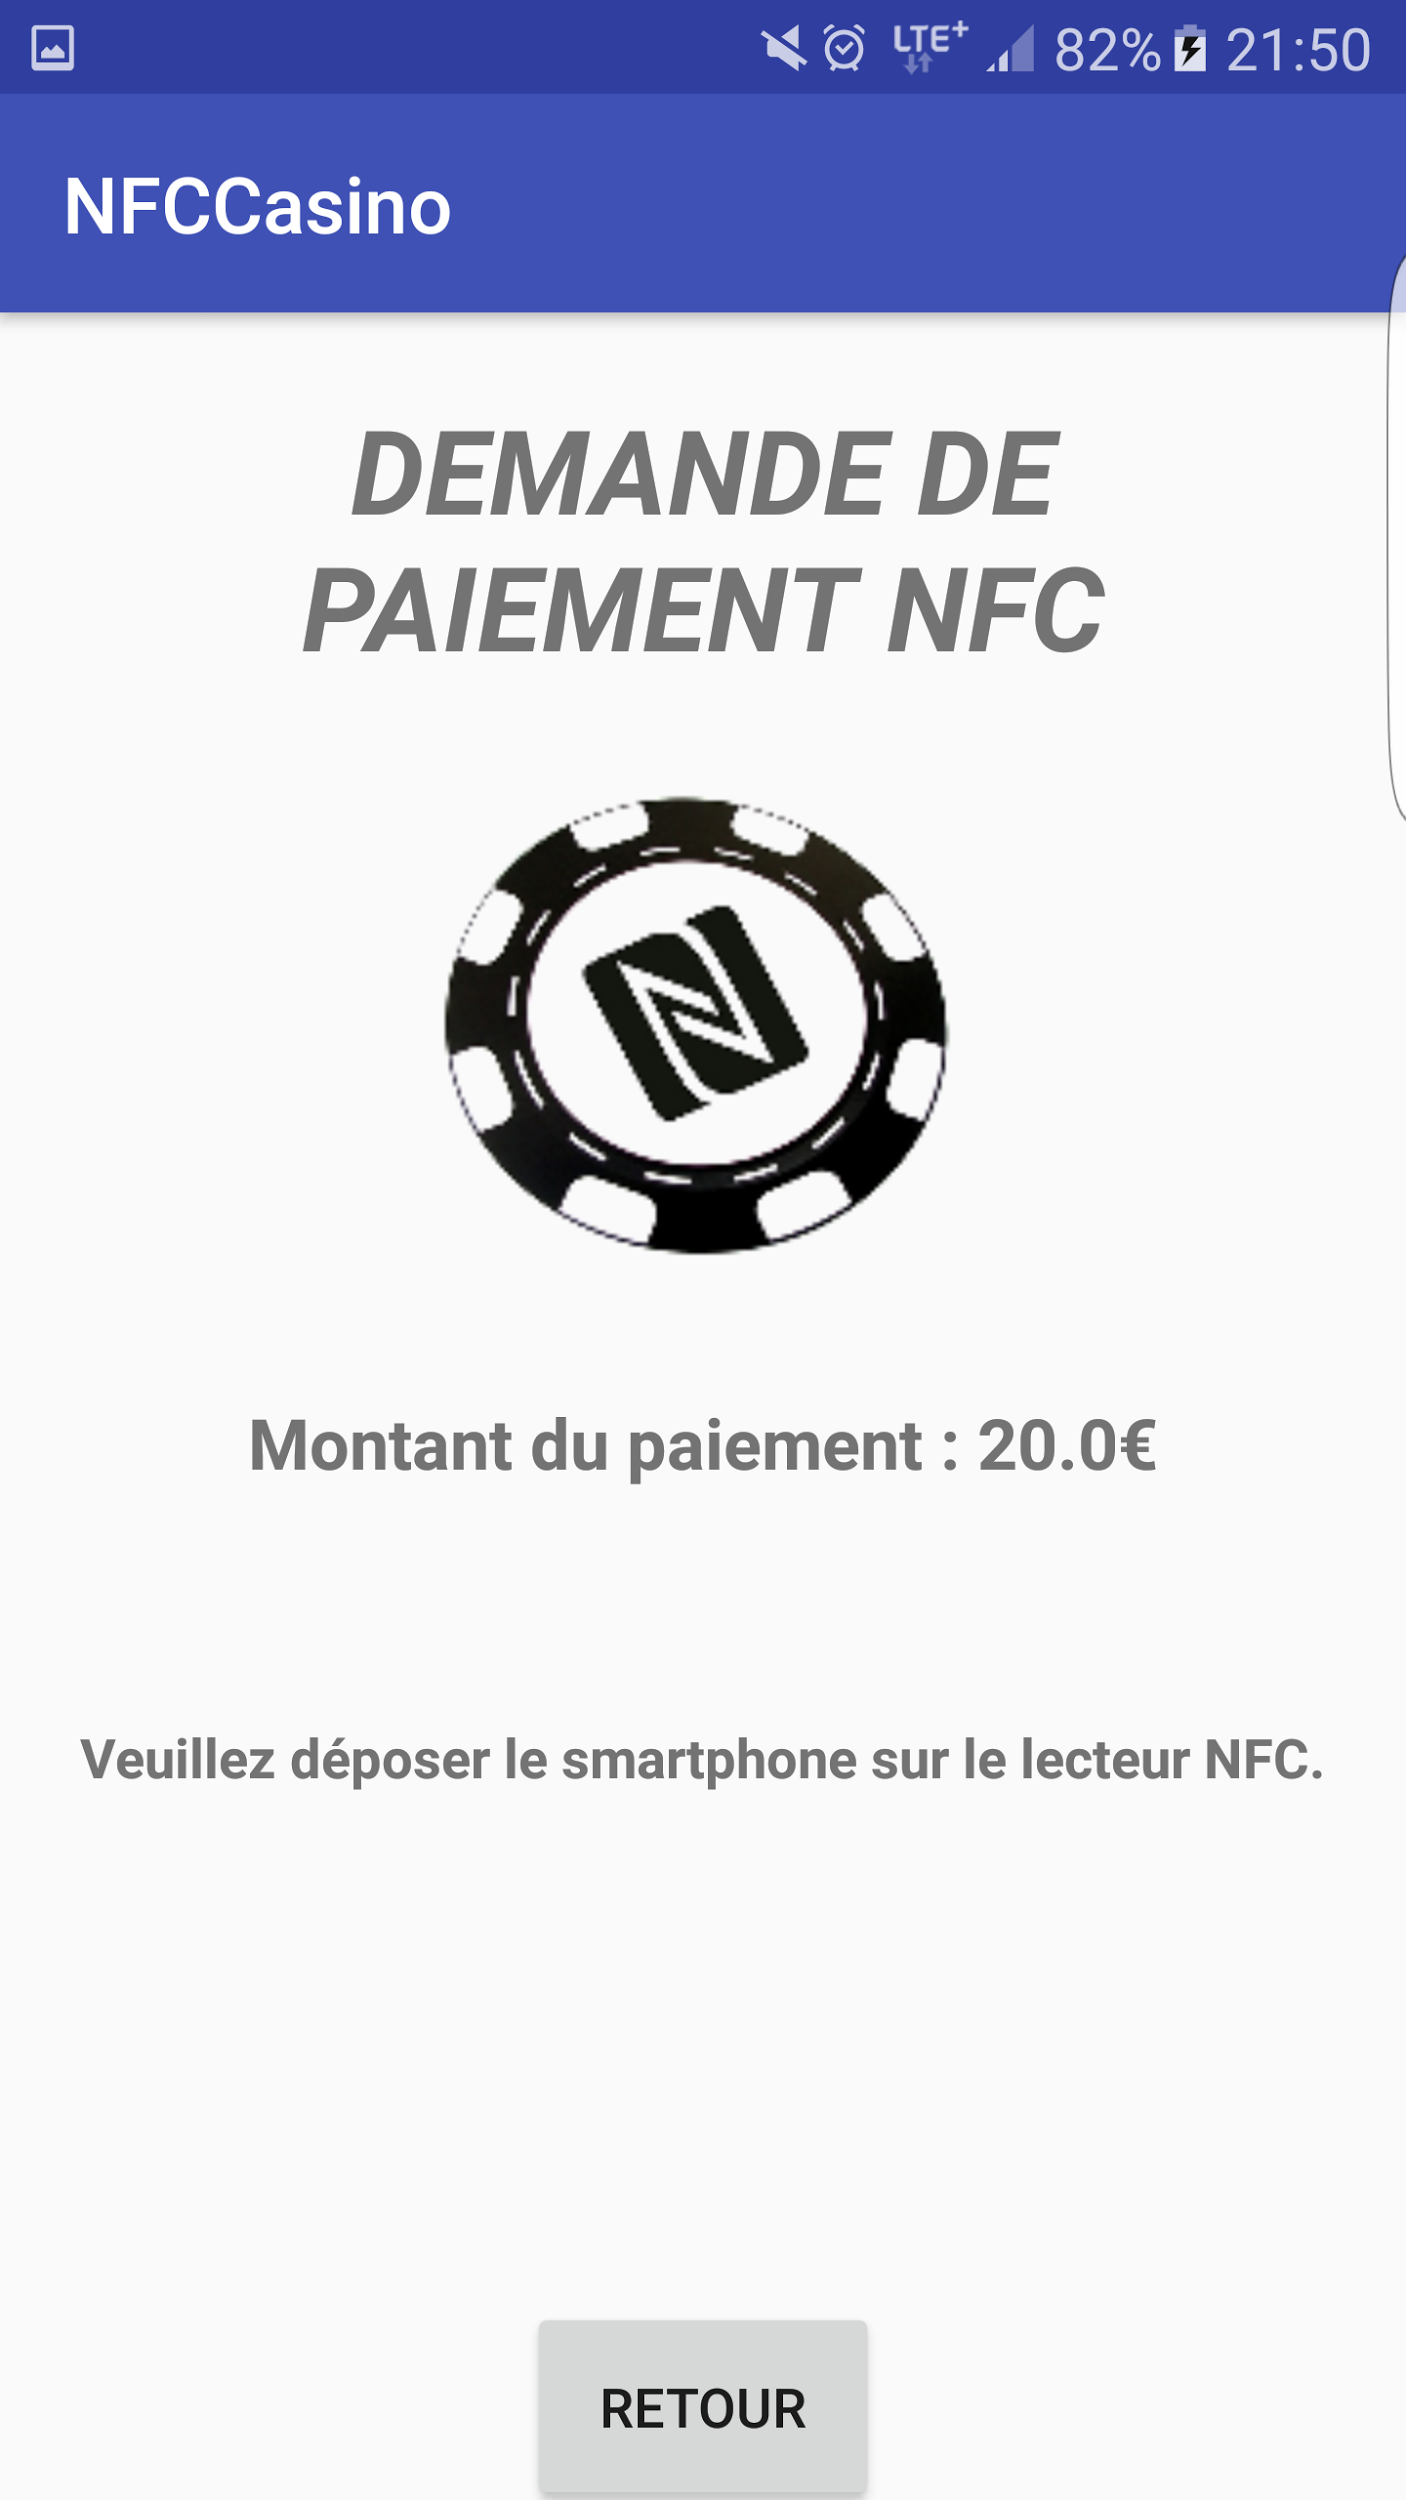 LTE+ 82% 21:50
NFCCasino
DEMANDE DE
PAIEMENT NFC
Montant du paiement : 20.0€
Veuillez déposer le smartphone sur le lecteur NFC.
RETOUR